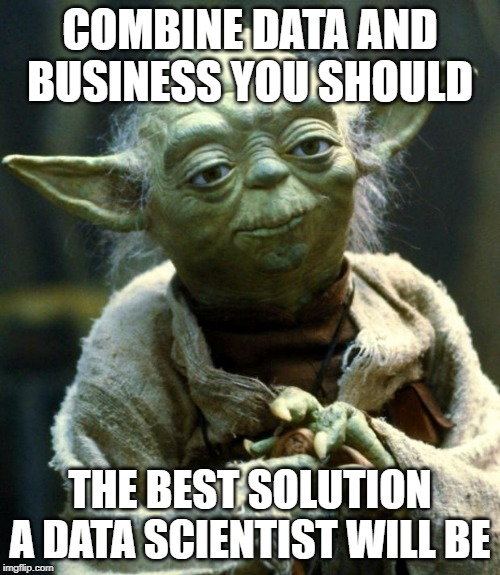 COMBINE DATA AND
BUSINESS YOU SHOULD
THE BEST SOLUTION
A DATA SCIENTIST WILL BE
imgflip.com